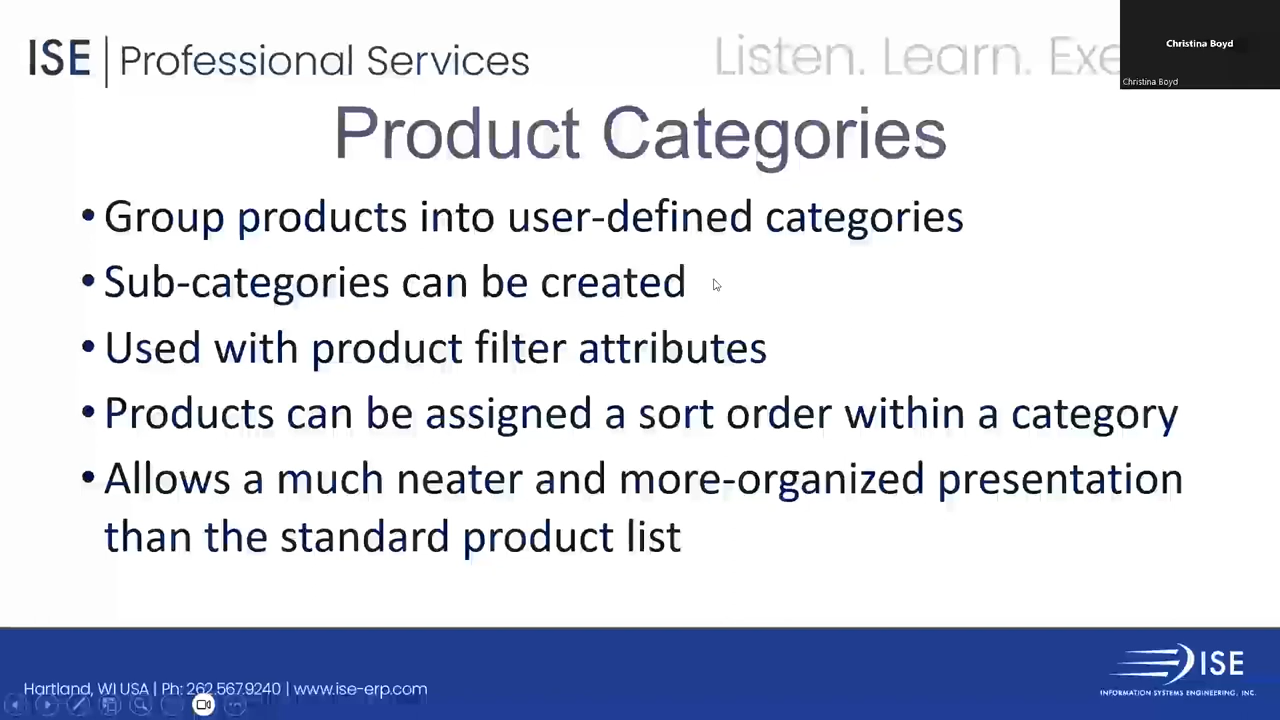 ISE | Professional Services
Listen. Learn. Exe
Christina Boyd
Christina Boyd
Product Categories
• Group products into user-defined categories
• Sub-categories can be created
• Used with product filter attributes
• Products can be assigned a sort order within a category
• Allows a much neater and more-organized presentation
than the standard product list
Hartland, WI USA | Ph: 262.567.9240 | www.ise-erp.com
ISE
INFORMATION SYSTEMS ENGINEERING, INC.